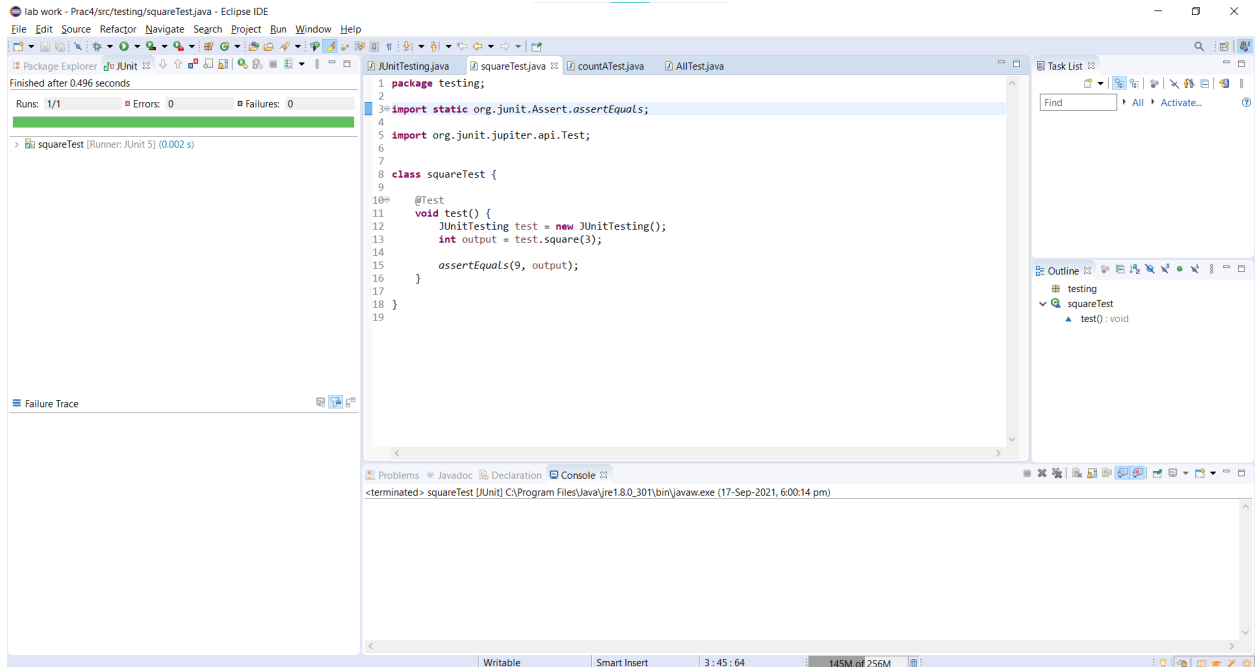 lab work - Prac4/src/testing/squareTest.java - Eclipse IDE
File Edit Source Refactor Navigate Search Project Run Window Help
Package Explorer JUnit
Finished after 0.496 seconds
Runs: 1/1 Errors: 0 Failures: 0
squareTest [Runner: JUnit 5] (0.002 s)
Failure Trace
JUnitTesting.java squareTest.java countATest.java AllTest.java
1 package testing;
2
3 import static org.junit.Assert.assertEquals;
4
5 import org.junit.jupiter.api.Test;
6
7
8 class squareTest {
9
10 @Test
11 void test() {
12 JUnitTesting test = new JUnitTesting();
13 int output = test.square(3);
14
15 assertEquals(9, output);
16 }
17
18 }
19
Task List
Find All Activate...
Outline
testing
squareTest
test() : void
Problems Javadoc Declaration Console
<terminated> squareTest [JUnit] C:\Program Files\Java\jre1.8.0_301\bin\javaw.exe (17-Sep-2021, 6:00:14 pm)
Writable Smart Insert 3 : 45 : 64 145M of 256M